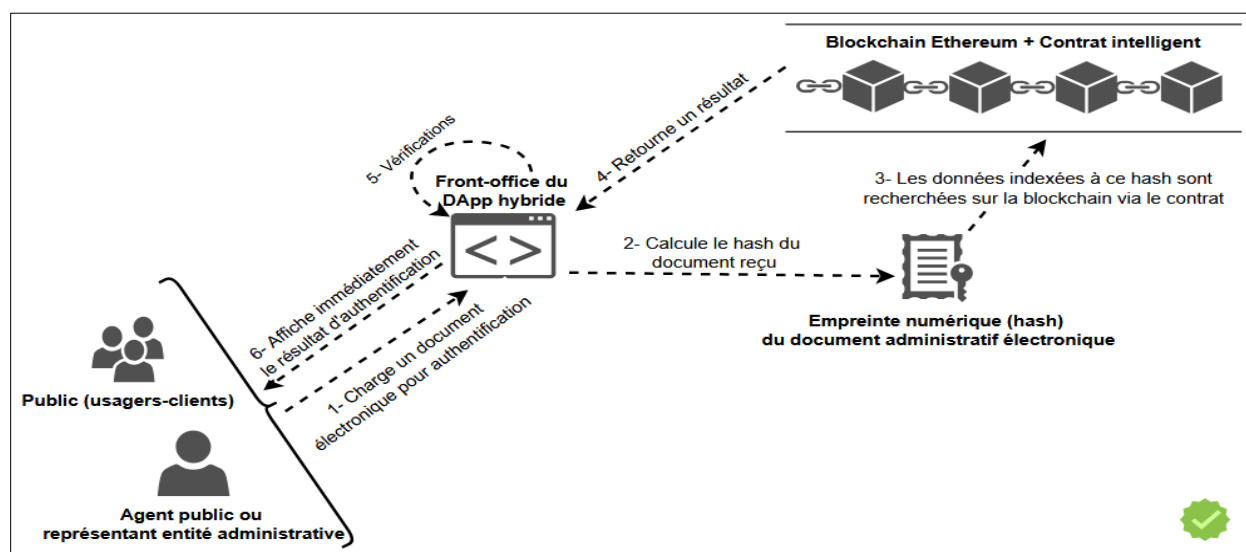 Blockchain Ethereum + Contrat intelligent
4- Retourne un résultat
5- Vérifications
Front-office du
DApp hybride
3- Les données indexées à ce hash sont
recherchées sur la blockchain via le contrat
2- Calcule le hash du
document reçu
6- Affiche immédiatement
le résultat d'authentification
1- Charge un document
électronique pour authentification
Empreinte numérique (hash)
du document administratif électronique
Public (usagers-clients)
Agent public ou
représentant entité administrative